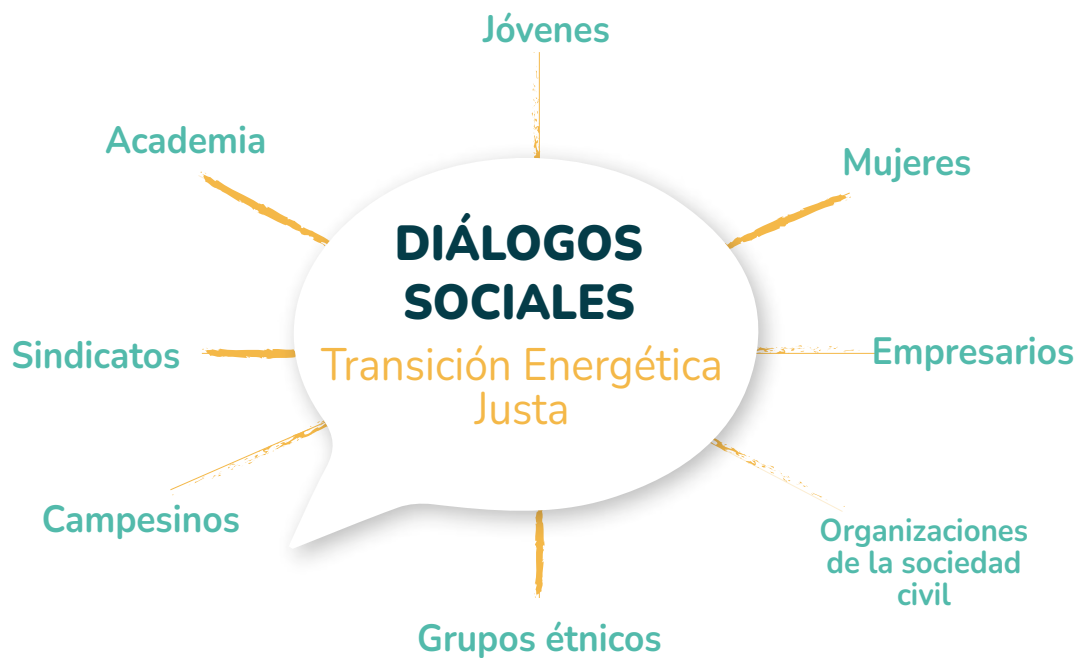 Jóvenes
Academia
Mujeres
DIÁLOGOS
SOCIALES
Transición Energética
Justa
Sindicatos
Empresarios
Campesinos
Organizaciones
de la sociedad
civil
Grupos étnicos